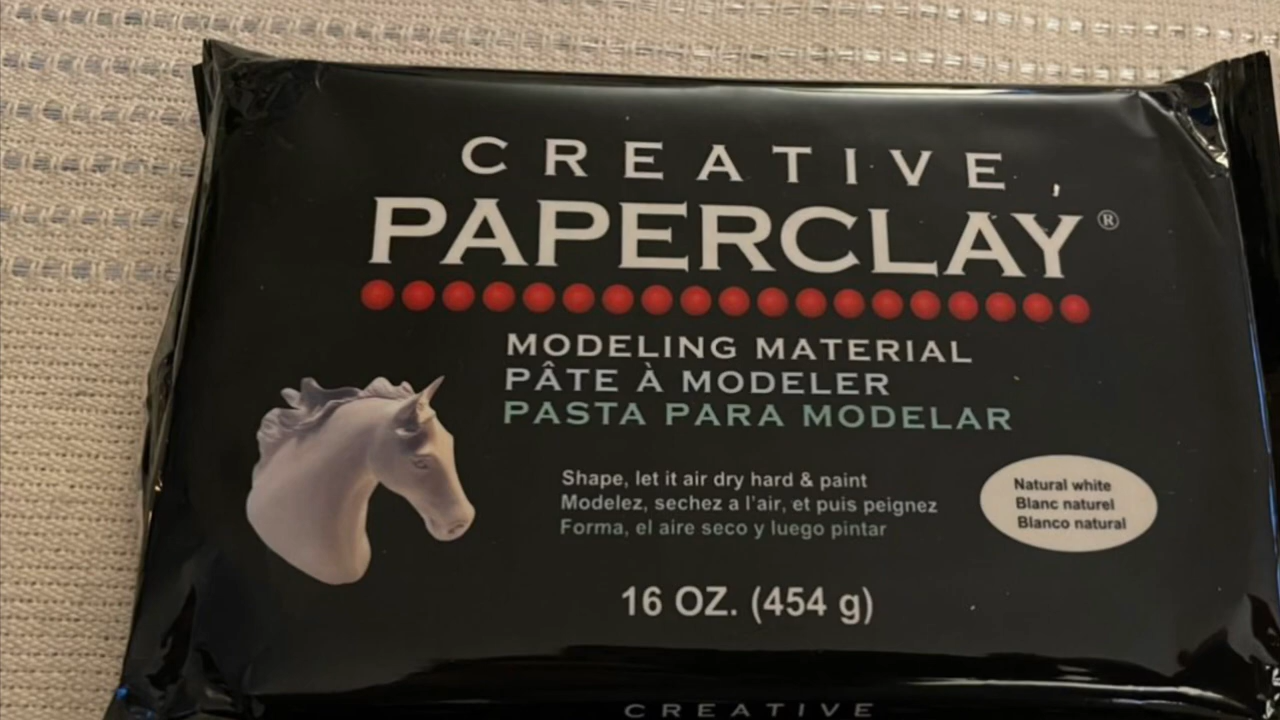 CREATIVE
PAPERCLAY®
MODELING MATERIAL
PÂTE À MODELER
PASTA PARA MODELAR
Shape, let it air dry hard & paint
Modelez, sechez a l'air, et puis peignez
Forma, el aire seco y luego pintar
Natural white
Blanc naturel
Blanco natural
16 OZ. (454 g)
CREATIVE